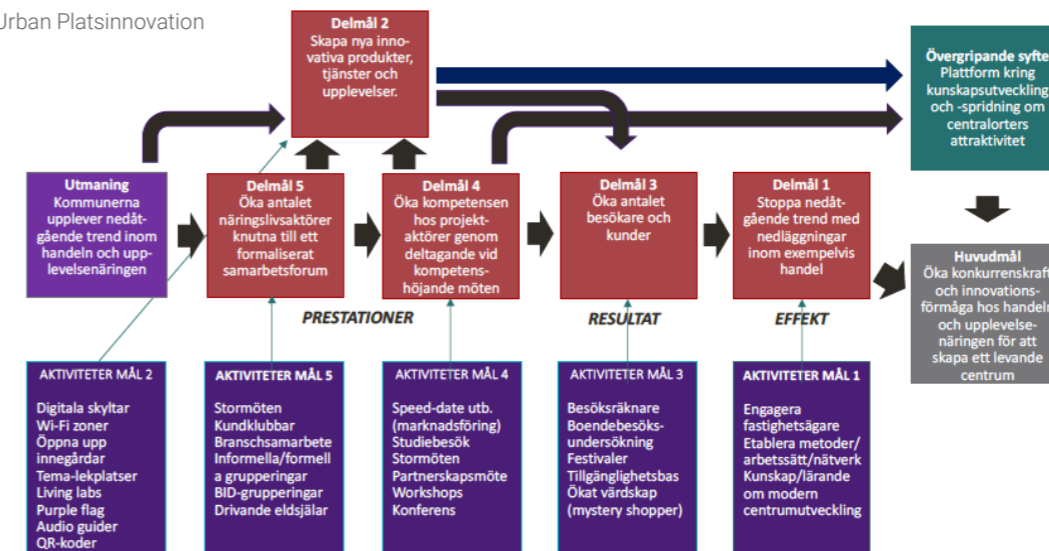 Urban Platsinnovation
Delmål 2
Skapa nya inno-
vativa produkter,
tjänster och
upplevelser.
Övergripande syfte
Plattform kring
kunskapsutveckling
och -spridning om
centralorters
attraktivitet
Utmaning
Kommunerna
upplever nedåt-
gående trend inom
handeln och upp-
levelsenäringen
Delmål 5
Öka antalet
näringslivsaktörer
knutna till ett
formaliserat
samarbetsforum
Delmål 4
Öka kompetensen
hos projekt-
aktörer genom
deltagande vid
kompetens-
höjande möten
Delmål 3
Öka antalet
besökare och
kunder
Delmål 1
Stoppa nedåt-
gående trend med
nedläggningar
inom exempelvis
handel
Huvudmål
Öka konkurrenskraft
och innovations-
förmåga hos handeln
och upplevelse-
näringen för att
skapa ett levande
centrum
PRESTATIONER
RESULTAT
EFFEKT
AKTIVITETER MÅL 2
Digitala skyltar
Wi-Fi zoner
Öppna upp
innegårdar
Tema-lekplatser
Living labs
Purple flag
Audio guider
QR-koder
AKTIVITETER MÅL 5
Stormöten
Kundklubbar
Branschsamarbete
Informella/formell
a grupperingar
BID-grupperingar
Drivande eldsjälar
AKTIVITETER MÅL 4
Speed-date utb.
(marknadsföring)
Studiebesök
Stormöten
Partnerskapsmöte
Workshops
Konferens
AKTIVITETER MÅL 3
Besöksräknare
Boendebesöks-
undersökning
Festivaler
Tillgänglighetsbas
Ökat värdskap
(mystery shopper)
AKTIVITETER MÅL 1
Engagera
fastighetsägare
Etablera metoder/
arbetssätt/nätverk
Kunskap/lärande
om modern
centrumutveckling